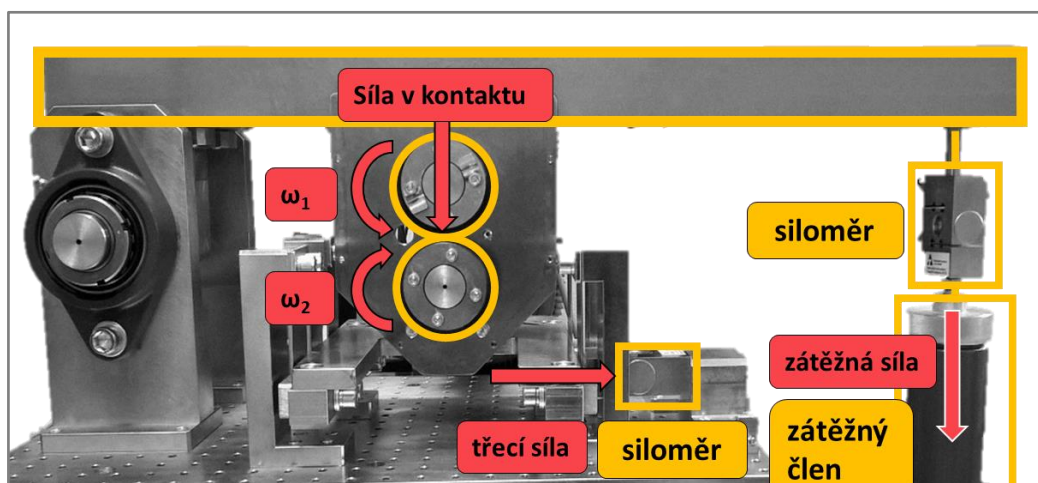 Síla v kontaktu
ω₁
ω₂
siloměr
třecí síla
siloměr
zátěžná síla
zátěžný
člen